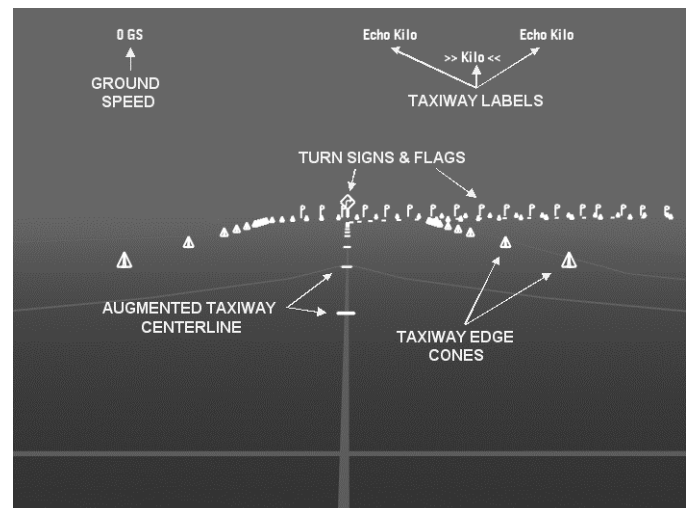 0 GS
Echo Kilo
Echo Kilo
>> Kilo <<
GROUND
SPEED
TAXIWAY LABELS
TURN SIGNS & FLAGS
AUGMENTED TAXIWAY
CENTERLINE
TAXIWAY EDGE
CONES